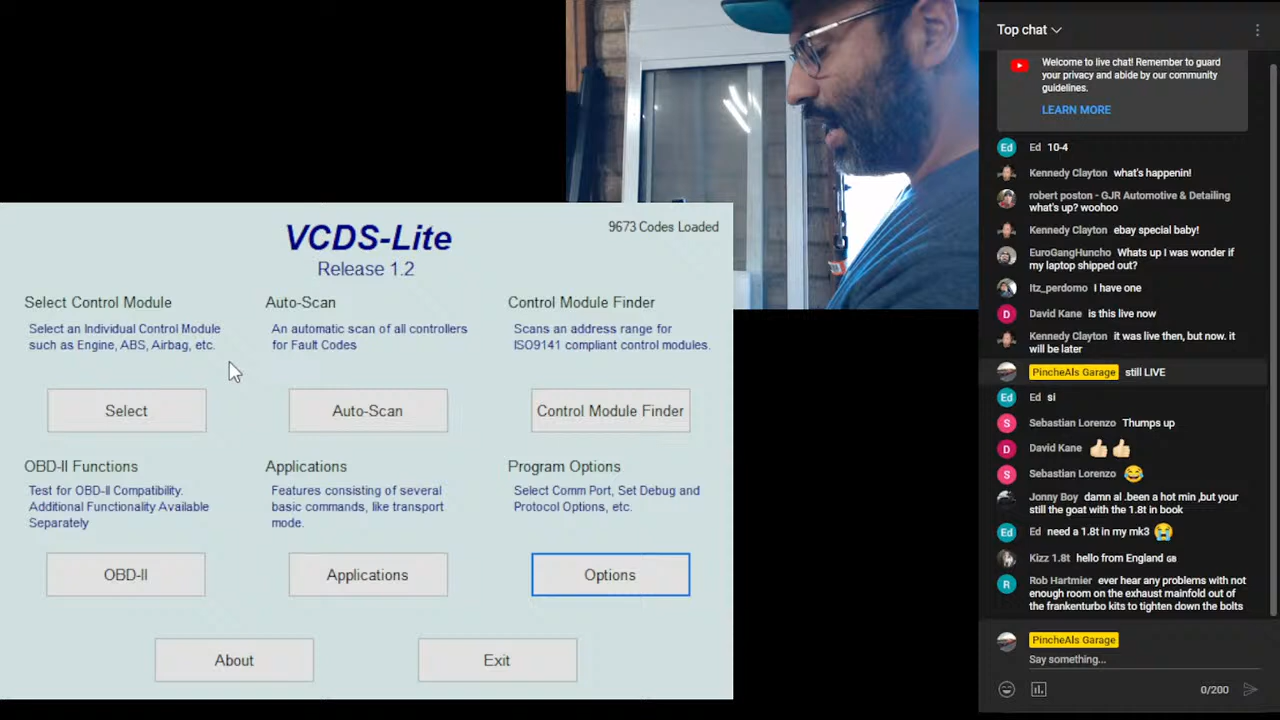 VCDS-Lite
Release 1.2
9673 Codes Loaded
Select Control Module
Select an Individual Control Module
such as Engine, ABS, Airbag, etc.
Select
Auto-Scan
An automatic scan of all controllers
for Fault Codes
Auto-Scan
Control Module Finder
Scans an address range for
ISO9141 compliant control modules.
Control Module Finder
OBD-II Functions
Test for OBD-II Compatibility.
Additional Functionality Available
Separately
OBD-II
Applications
Features consisting of several
basic commands, like transport
mode.
Applications
Program Options
Select Comm Port, Set Debug and
Protocol Options, etc.
Options
About
Exit
Top chat
Welcome to live chat! Remember to guard
your privacy and abide by our community
guidelines.
LEARN MORE
Ed Ed 10-4
Kennedy Clayton what's happenin!
robert poston - GJR Automotive & Detailing
what's up? woohoo
Kennedy Clayton ebay special baby!
EuroGangHuncho Whats up I was wonder if
my laptop shipped out?
Itz_perdomo I have one
D David Kane is this live now
Kennedy Clayton it was live then, but now. it
will be later
PincheAls Garage still LIVE
Ed Ed si
S Sebastian Lorenzo Thumps up
D David Kane 👍🏻👍🏻
S Sebastian Lorenzo 😂
Jonny Boy damn al .been a hot min ,but your
still the goat with the 1.8t in book
Ed Ed need a 1.8t in my mk3 😭
Kizz 1.8t hello from England GB
R Rob Hartmier ever hear any problems with not
enough room on the exhaust mainfold out of
the frankenturbo kits to tighten down the bolts
PincheAls Garage
Say something...
0/200